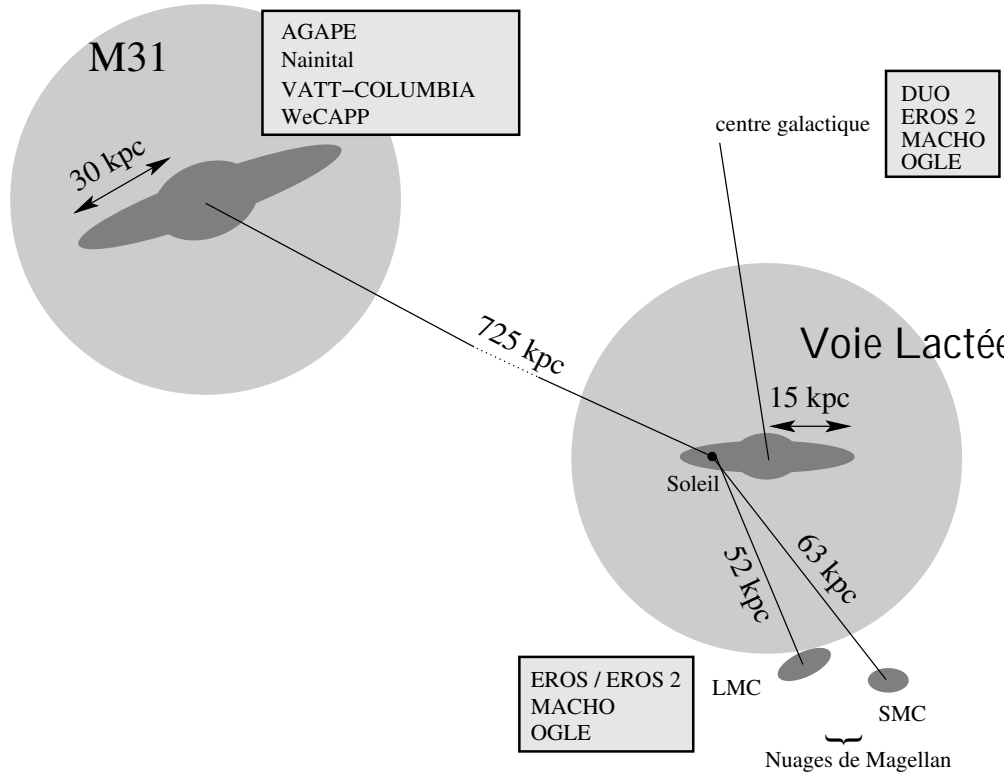 M31
AGAPE
Nainital
VATT−COLUMBIA
WeCAPP
30 kpc
centre galactique
DUO
EROS 2
MACHO
OGLE
725 kpc
Voie Lactée
15 kpc
Soleil
52 kpc
63 kpc
EROS / EROS 2
MACHO
OGLE
LMC
SMC
Nuages de Magellan